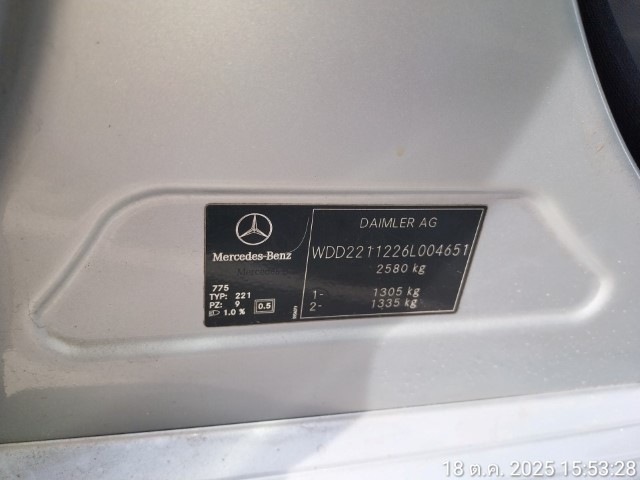 Mercedes-Benz
775
TYP: 221
PZ: 9
1.0 %
0.5
DAIMLER AG
WDD2211226L004651
2580 kg
1- 1305 kg
2- 1335 kg
18 ต.ค. 2025 15:53:28